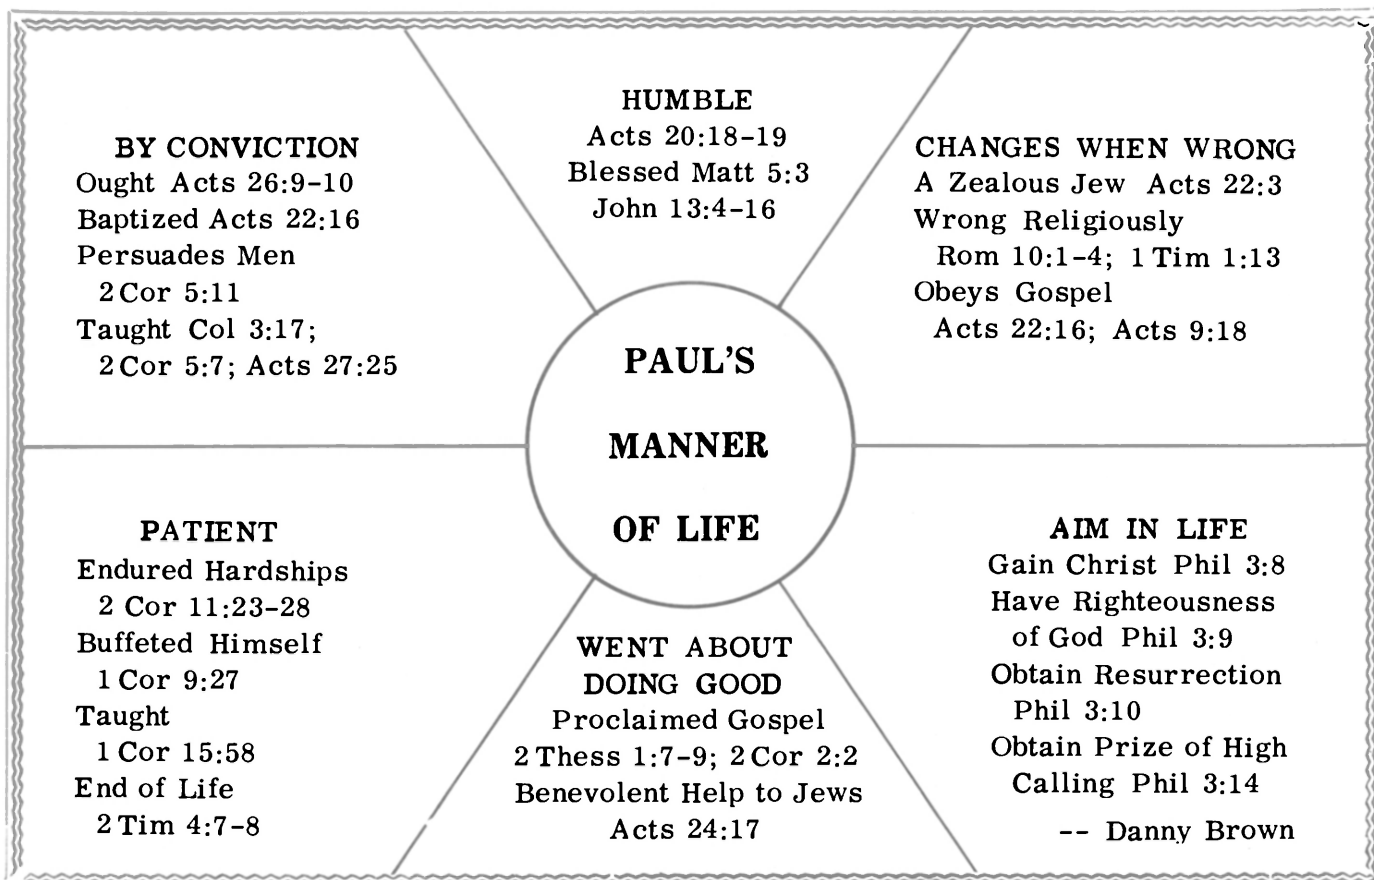 BY CONVICTION
Ought Acts 26:9-10
Baptized Acts 22:16
Persuades Men
2 Cor 5:11
Taught Col 3:17;
2 Cor 5:7; Acts 27:25
HUMBLE
Acts 20:18-19
Blessed Matt 5:3
John 13:4-16
CHANGES WHEN WRONG
A Zealous Jew Acts 22:3
Wrong Religiously
Rom 10:1-4; 1 Tim 1:13
Obeys Gospel
Acts 22:16; Acts 9:18
PAUL'S
MANNER
OF LIFE
PATIENT
Endured Hardships
2 Cor 11:23-28
Buffeted Himself
1 Cor 9:27
Taught
1 Cor 15:58
End of Life
2 Tim 4:7-8
WENT ABOUT
DOING GOOD
Proclaimed Gospel
2 Thess 1:7-9; 2 Cor 2:2
Benevolent Help to Jews
Acts 24:17
AIM IN LIFE
Gain Christ Phil 3:8
Have Righteousness
of God Phil 3:9
Obtain Resurrection
Phil 3:10
Obtain Prize of High
Calling Phil 3:14
-- Danny Brown